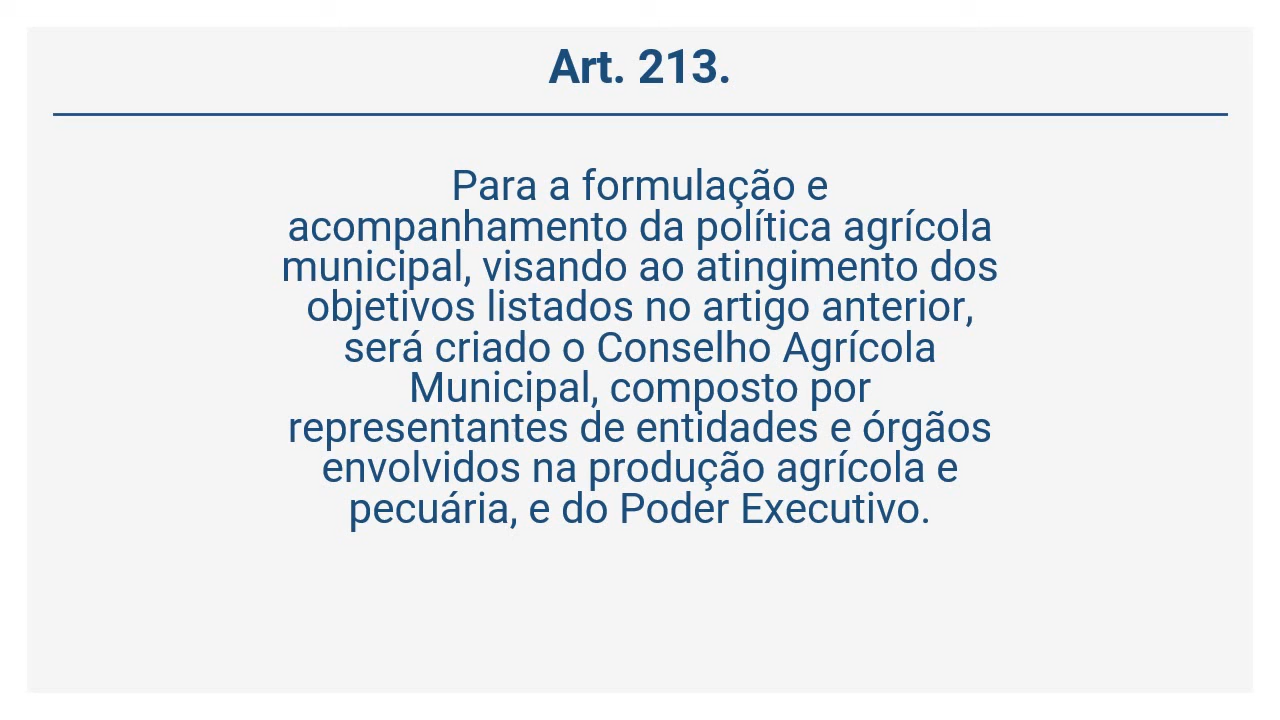 Art. 213.
Para a formulação e
acompanhamento da política agrícola
municipal, visando ao atingimento dos
objetivos listados no artigo anterior,
será criado o Conselho Agrícola
Municipal, composto por
representantes de entidades e órgãos
envolvidos na produção agrícola e
pecuária, e do Poder Executivo.